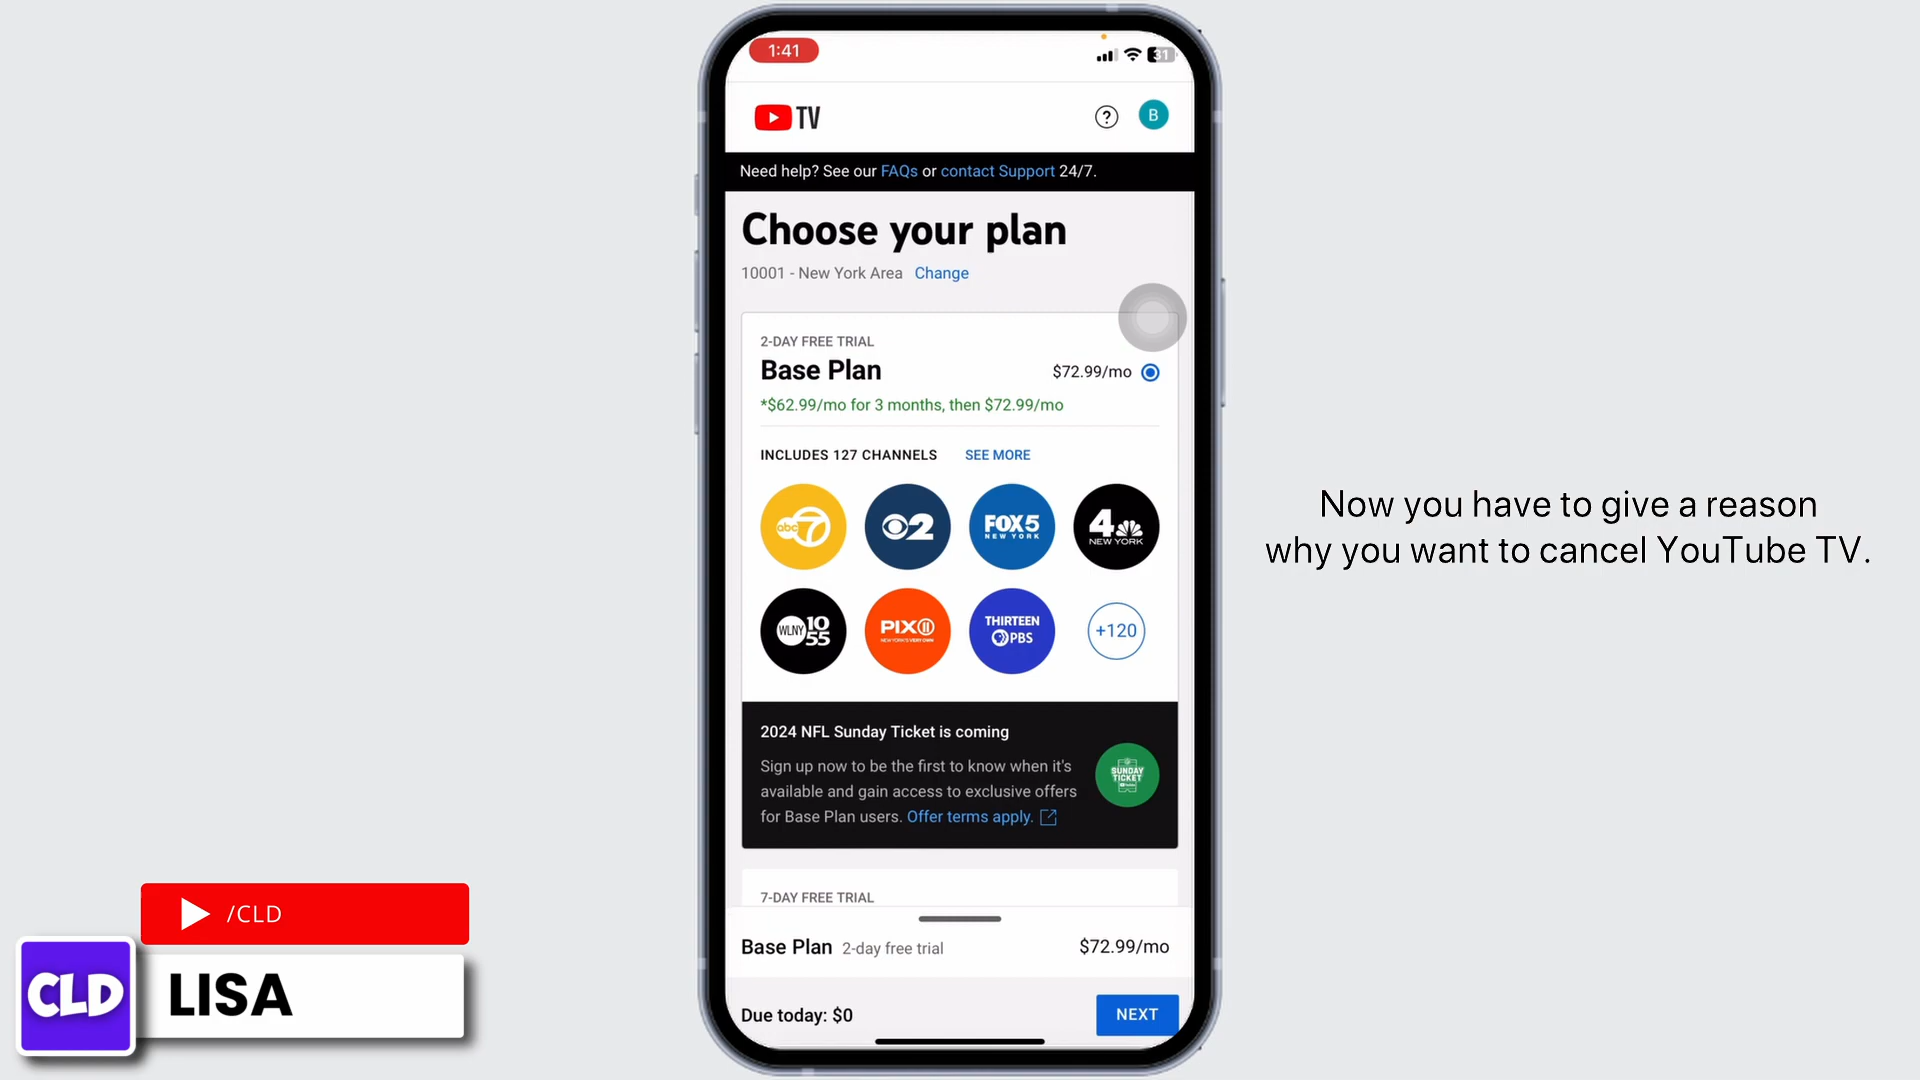 1:41
31
TV
?
B
Need help? See our FAQs or contact Support 24/7.
Choose your plan
10001 - New York Area Change
2-DAY FREE TRIAL
Base Plan $72.99/mo
*$62.99/mo for 3 months, then $72.99/mo
INCLUDES 127 CHANNELS SEE MORE
abc 7
2
FOX 5
NEW YORK
4
NEW YORK
WLNY 10
55
PIX 11
NEW YORK'S VERY OWN
THIRTEEN
PBS
+120
2024 NFL Sunday Ticket is coming
Sign up now to be the first to know when it's
available and gain access to exclusive offers
for Base Plan users. Offer terms apply.
SUNDAY
TICKET
7-DAY FREE TRIAL
Base Plan 2-day free trial $72.99/mo
Due today: $0 NEXT
Now you have to give a reason
why you want to cancel YouTube TV.
/CLD
CLD
LISA